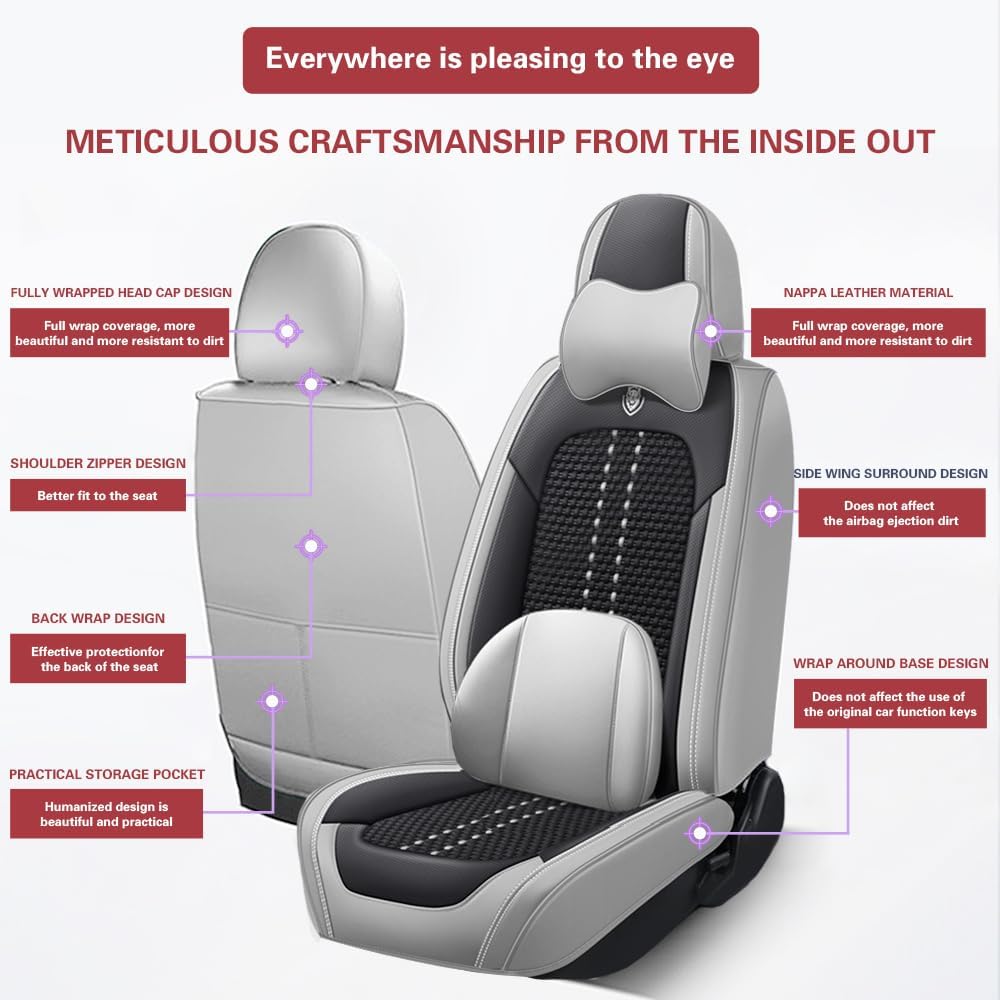 Everywhere is pleasing to the eye
METICULOUS CRAFTSMANSHIP FROM THE INSIDE OUT
FULLY WRAPPED HEAD CAP DESIGN
Full wrap coverage, more
beautiful and more resistant to dirt
SHOULDER ZIPPER DESIGN
Better fit to the seat
BACK WRAP DESIGN
Effective protectionfor
the back of the seat
PRACTICAL STORAGE POCKET
Humanized design is
beautiful and practical
NAPPA LEATHER MATERIAL
Full wrap coverage, more
beautiful and more resistant to dirt
SIDE WING SURROUND DESIGN
Does not affect
the airbag ejection dirt
WRAP AROUND BASE DESIGN
Does not affect the use of
the original car function keys